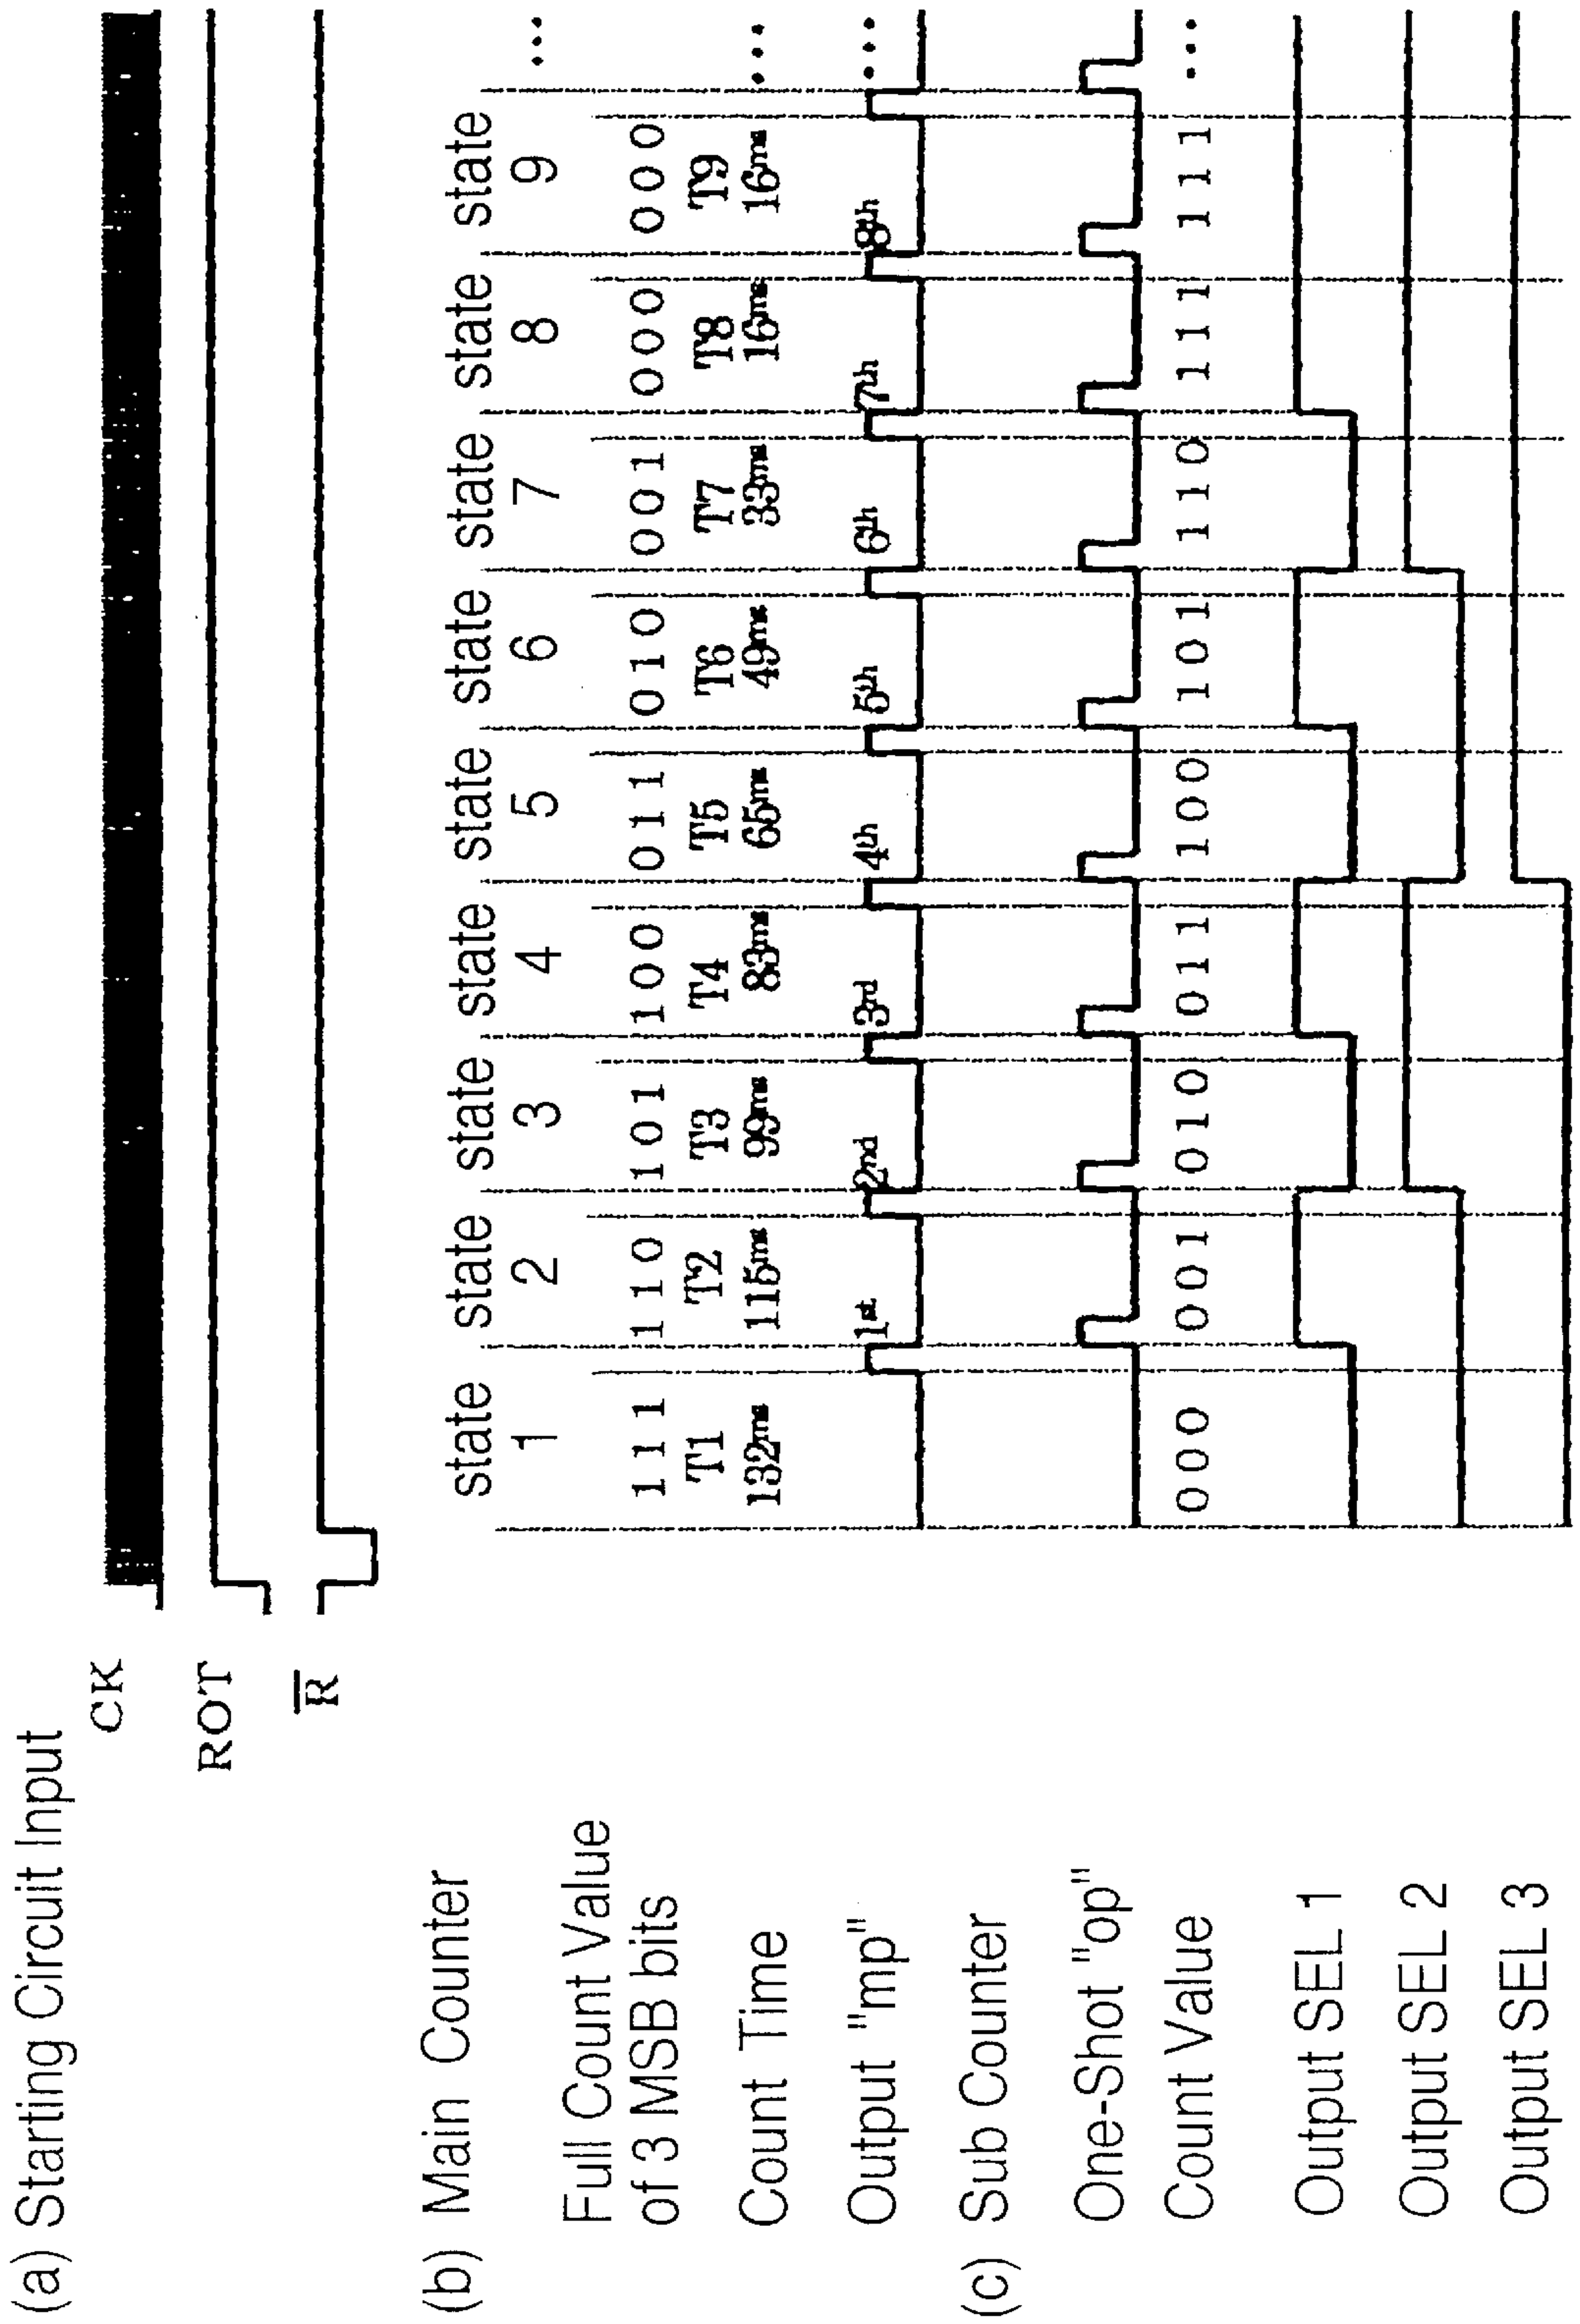 (a) Starting Circuit Input
CK
ROT
R
(b) Main Counter
state state state state state state state state state
1 2 3 4 5 6 7 8 9 ...
Full Count Value
of 3 MSB bits
1 1 1 1 1 0 1 0 1 1 0 0 0 1 1 0 1 0 0 0 1 0 0 0 0 0 0
T1 T2 T3 T4 T5 T6 T7 T8 T9
Count Time
132ms 115ms 99ms 83ms 65ms 49ms 33ms 16ms 16ms ...
Output "mp"
1st 2nd 3rd 4th 5th 6th 7th 8th ...
(c) Sub Counter
One-Shot "op"
Count Value
0 0 0 0 0 1 0 1 0 0 1 1 1 0 0 1 0 1 1 1 0 1 1 1 1 1 1 ...
Output SEL 1
Output SEL 2
Output SEL 3